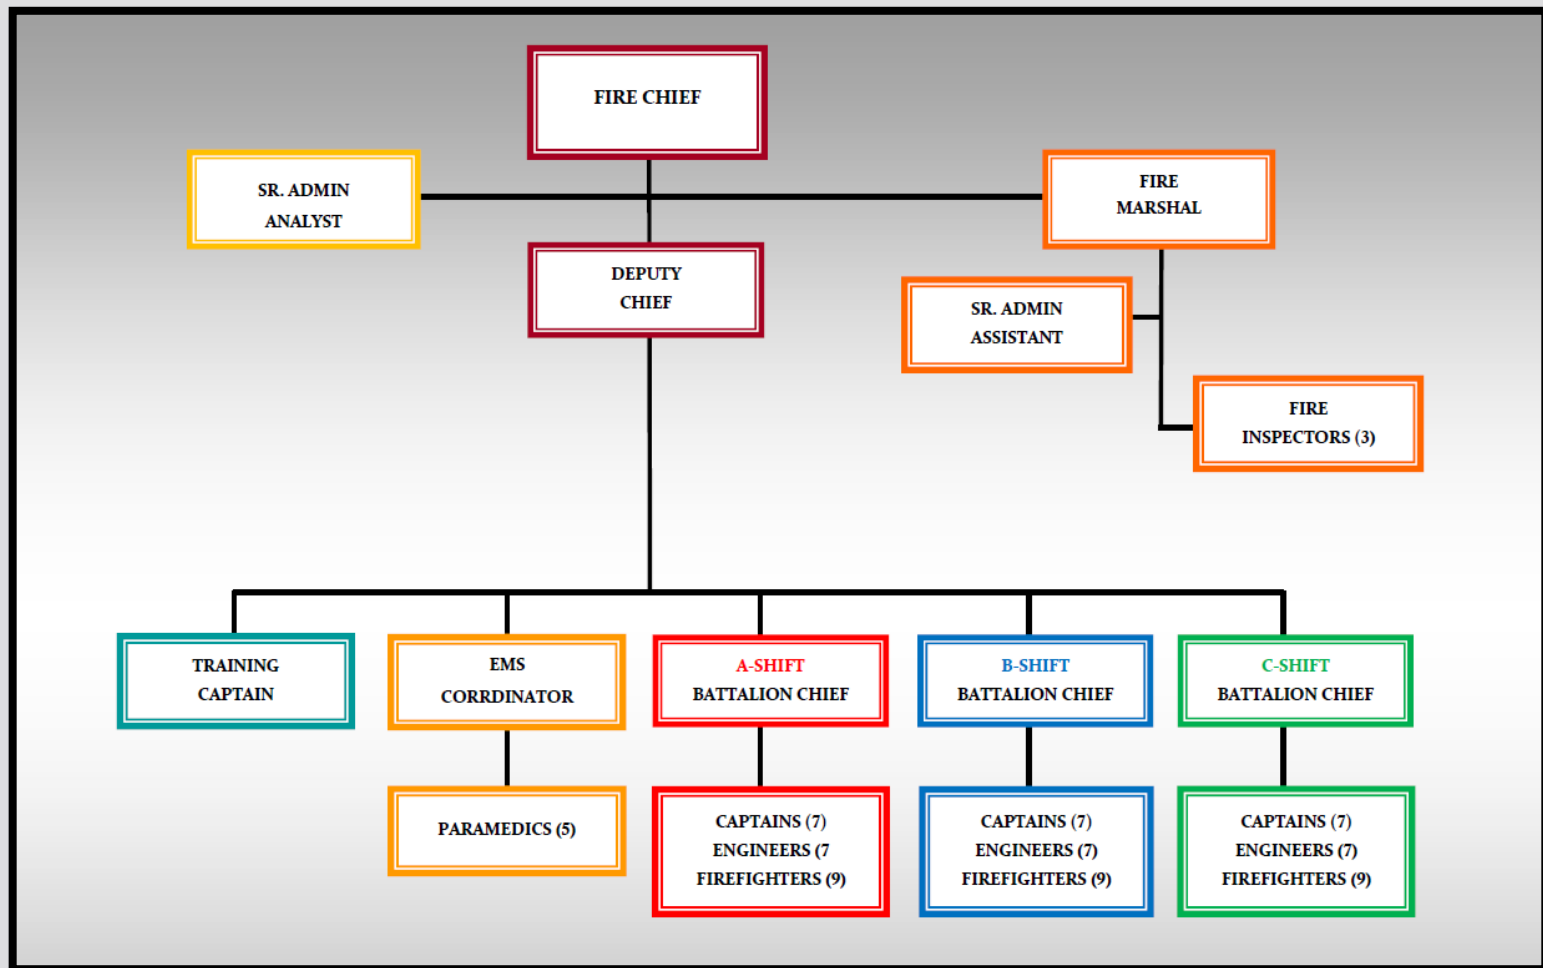 FIRE CHIEF
SR. ADMIN
ANALYST
FIRE
MARSHAL
DEPUTY
CHIEF
SR. ADMIN
ASSISTANT
FIRE
INSPECTORS (3)
TRAINING
CAPTAIN
EMS
CORRDINATOR
A-SHIFT
BATTALION CHIEF
B-SHIFT
BATTALION CHIEF
C-SHIFT
BATTALION CHIEF
PARAMEDICS (5)
CAPTAINS (7)
ENGINEERS (7
FIREFIGHTERS (9)
CAPTAINS (7)
ENGINEERS (7)
FIREFIGHTERS (9)
CAPTAINS (7)
ENGINEERS (7)
FIREFIGHTERS (9)